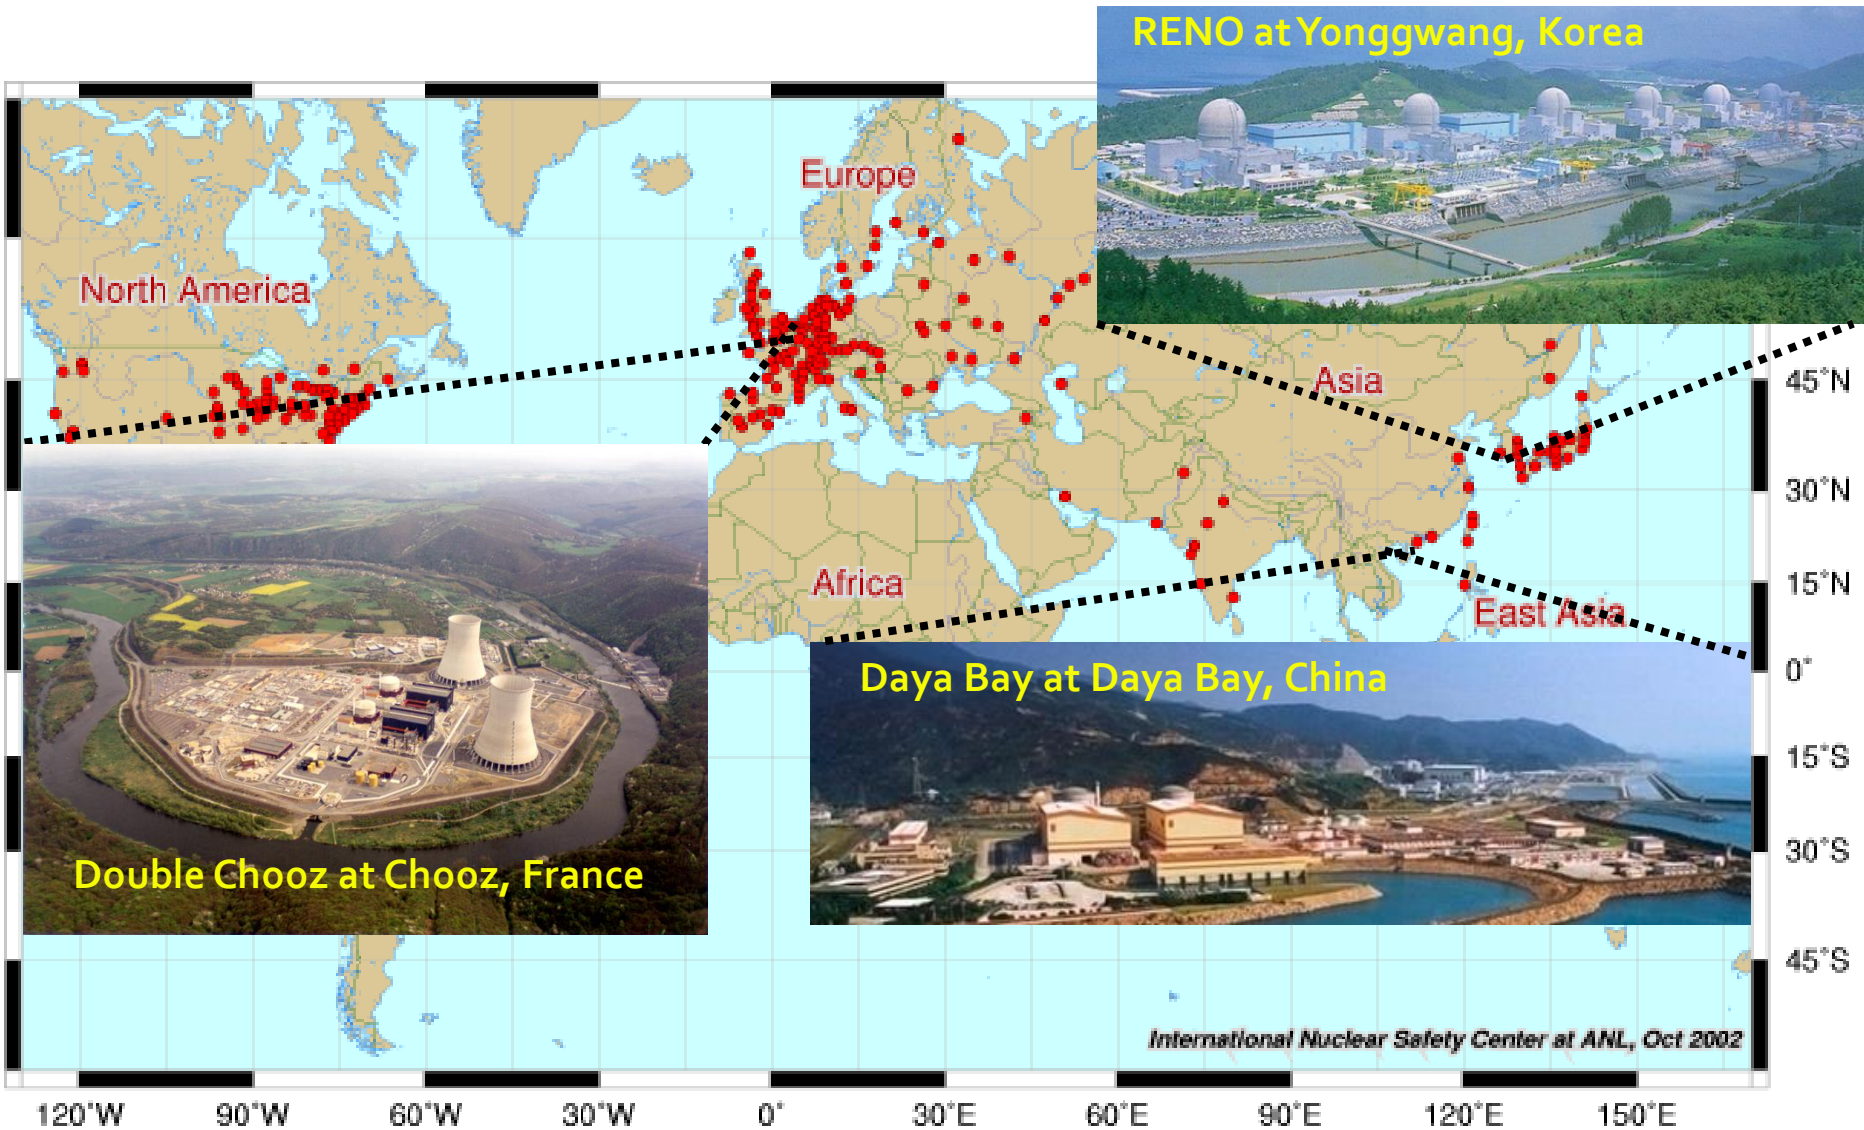 RENO at Yonggwang, Korea
Europe
North America
Asia
45°N
30°N
Africa
15°N
East Asia
0°
Daya Bay at Daya Bay, China
15°S
30°S
Double Chooz at Chooz, France
45°S
International Nuclear Safety Center at ANL, Oct 2002
120°W 90°W 60°W 30°W 0° 30°E 60°E 90°E 120°E 150°E